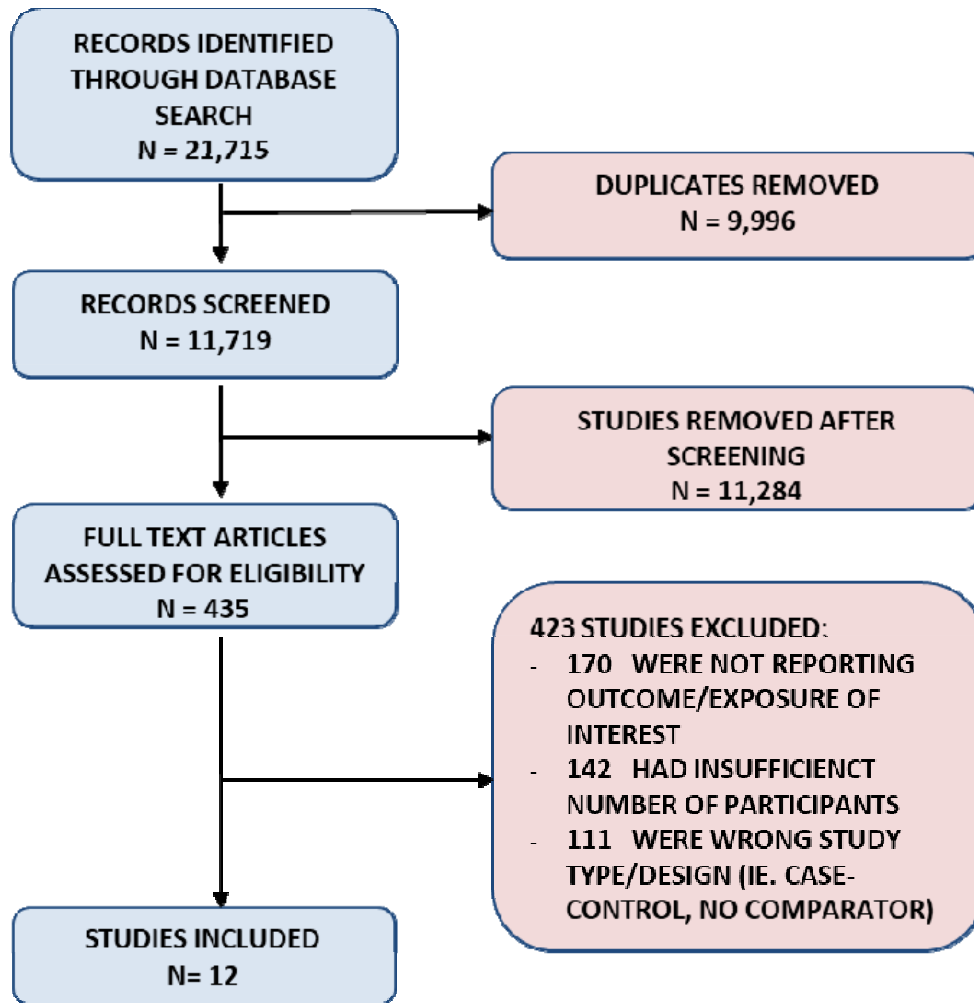 RECORDS IDENTIFIED
THROUGH DATABASE
SEARCH
N = 21,715
DUPLICATES REMOVED
N = 9,996
RECORDS SCREENED
N = 11,719
STUDIES REMOVED AFTER
SCREENING
N = 11,284
FULL TEXT ARTICLES
ASSESSED FOR ELIGIBILITY
N = 435
423 STUDIES EXCLUDED:
- 170 WERE NOT REPORTING
OUTCOME/EXPOSURE OF
INTEREST
- 142 HAD INSUFFICIENCT
NUMBER OF PARTICIPANTS
- 111 WERE WRONG STUDY
TYPE/DESIGN (IE. CASE-
CONTROL, NO COMPARATOR)
STUDIES INCLUDED
N= 12